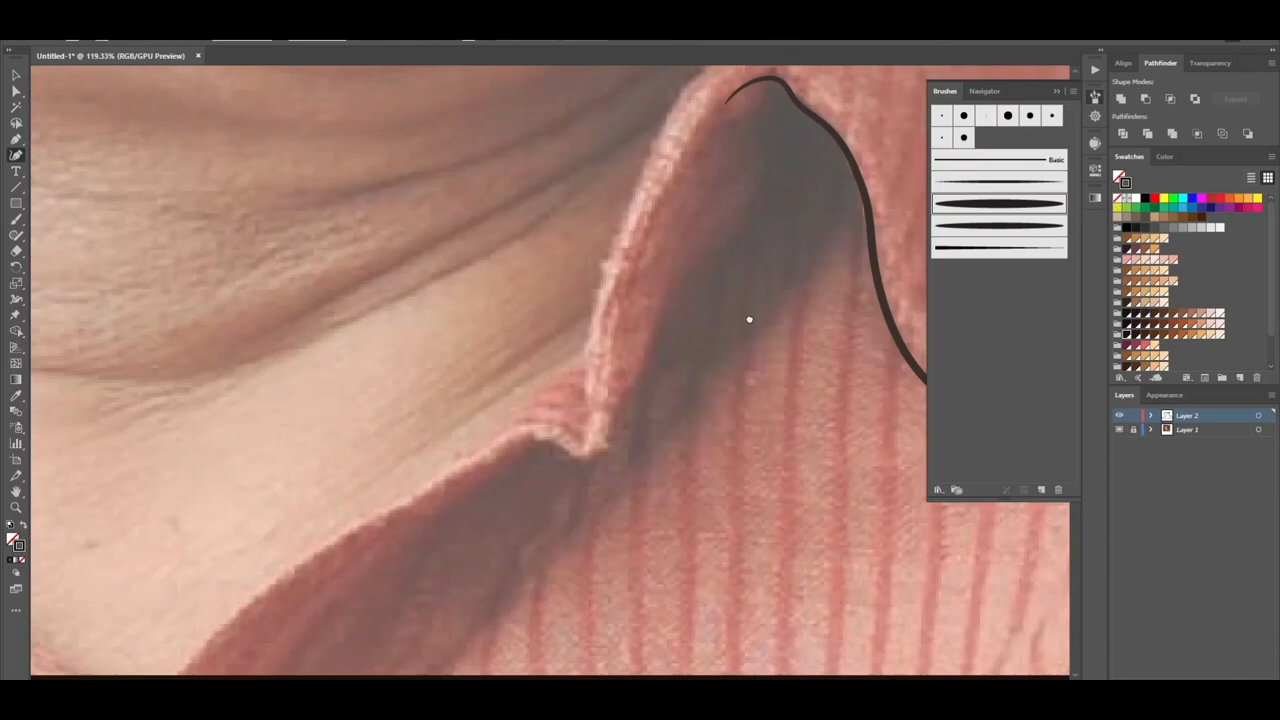 Untitled-1* @ 119.33% (RGB/GPU Preview)
Align Pathfinder Transparency
Shape Modes:
Expand
Pathfinders:
Brushes Navigator
Basic
Swatches Color
Layers Appearance
Layer 2
Layer 1